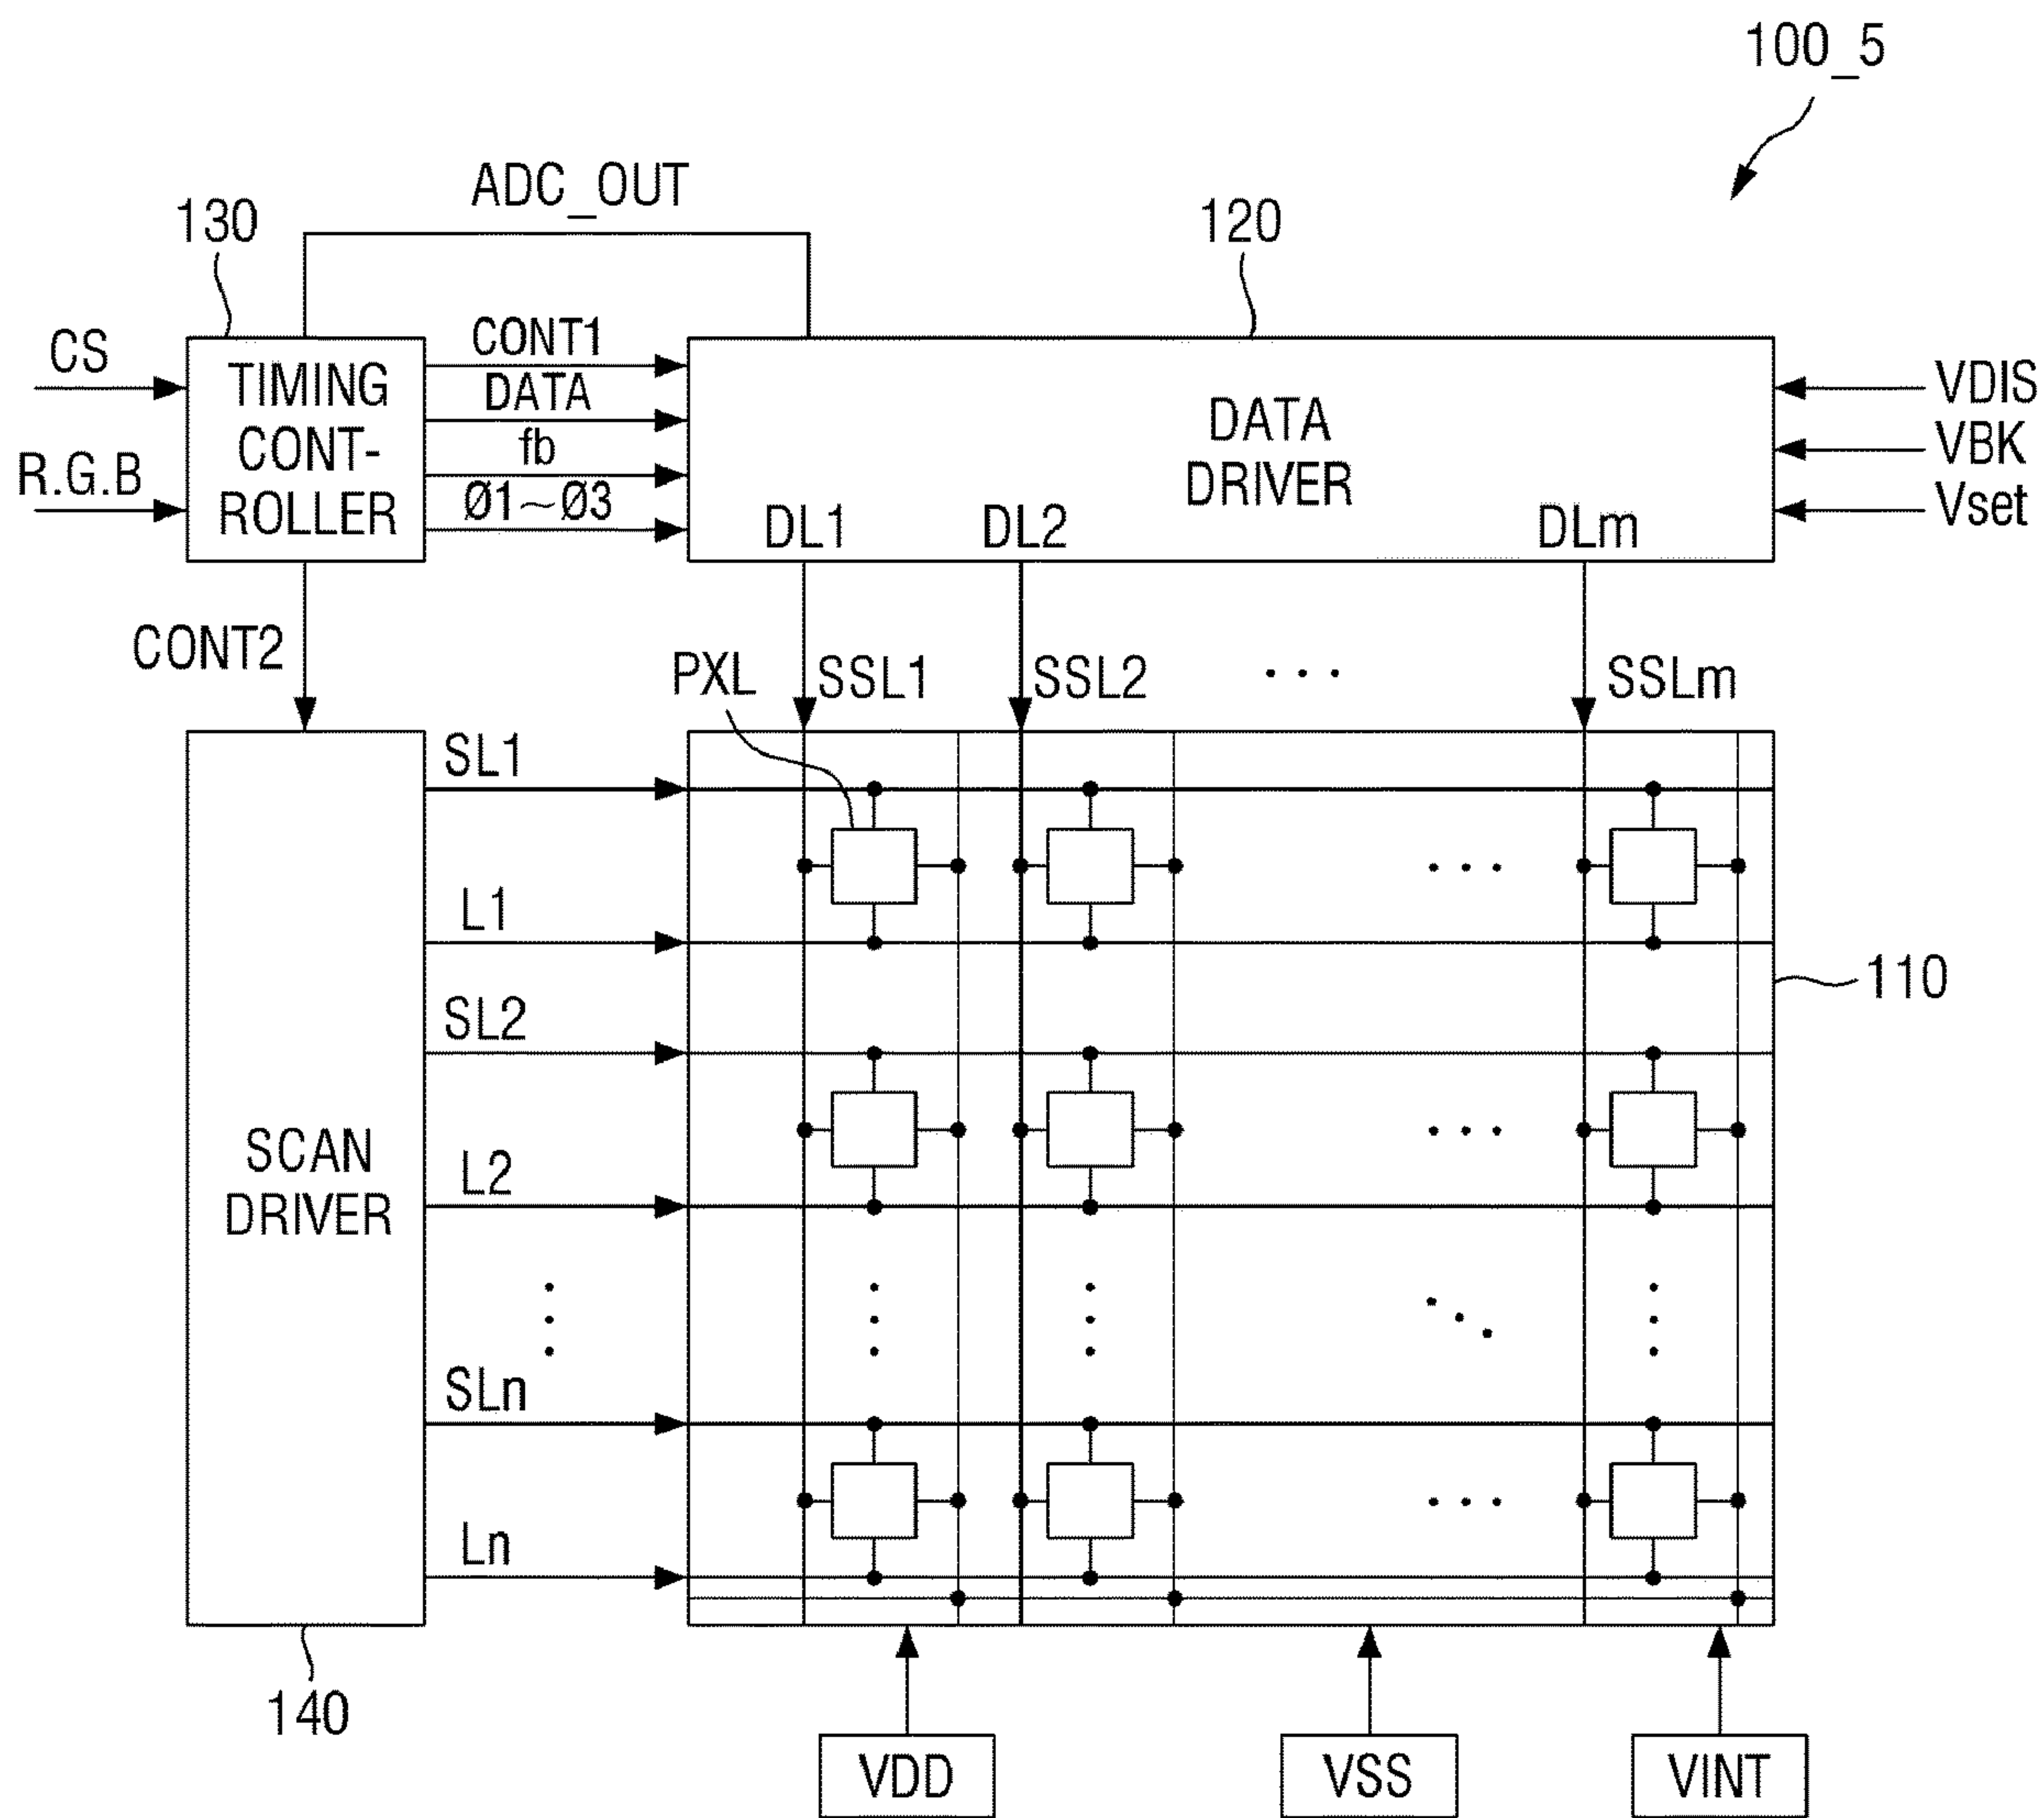 100_5
ADC_OUT
130
120
CS
R.G.B
TIMING
CONT-
ROLLER
CONT1
DATA
fb
Ø1~Ø3
DATA
DRIVER
DL1
DL2
DLm
VDIS
VBK
Vset
CONT2
PXL
SSL1
SSL2
...
SSLm
SL1
L1
SL2
L2
SLn
Ln
SCAN
DRIVER
110
140
VDD
VSS
VINT